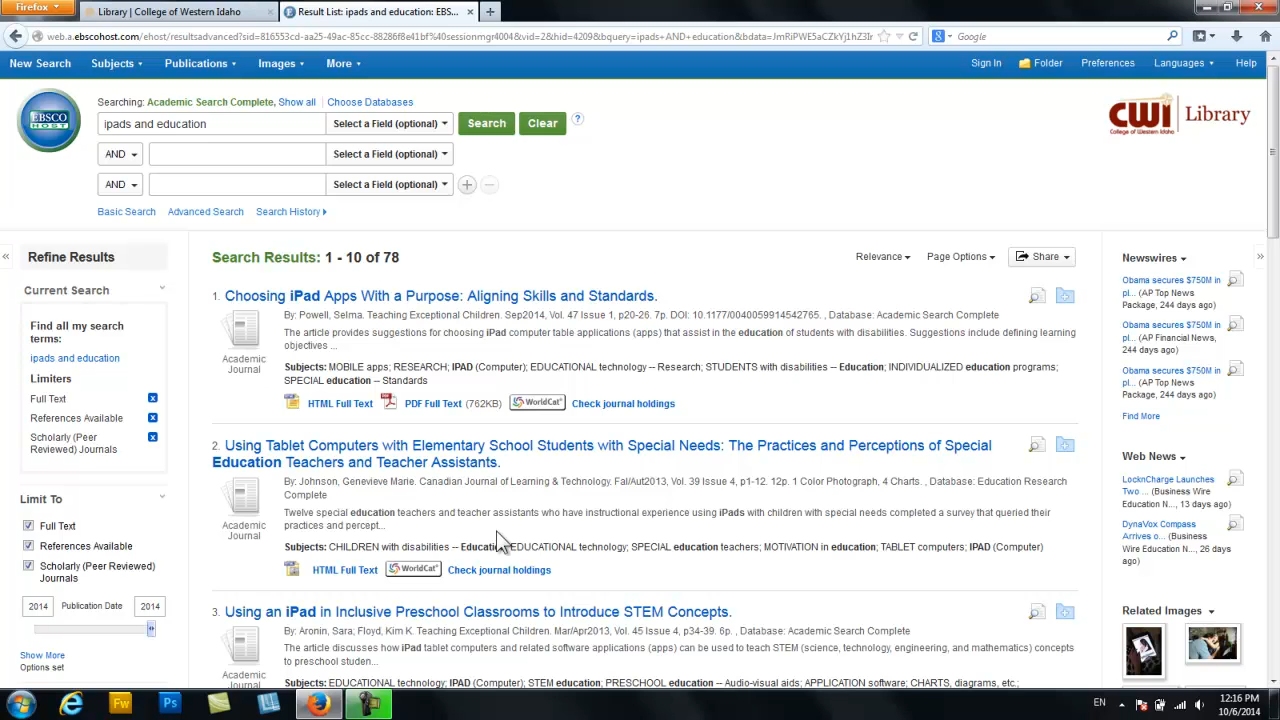 Firefox
Library | College of Western Idaho
Result List: ipads and education: EBS...
web.a.ebscohost.com/ehost/resultsadvanced?sid=816553cd-aa25-49ac-85cc-88286f8e41bf%40sessionmgr4004&vid=2&hid=4209&bquery=ipads+AND+education&bdata=JmRiPWE5aCZkYj1hZ3Ir
Google
New Search
Subjects
Publications
Images
More
Sign In
Folder
Preferences
Languages
Help
Searching: Academic Search Complete, Show all
Choose Databases
ipads and education
Select a Field (optional)
Search
Clear
?
EBSCO
HOST
AND
Select a Field (optional)
AND
Select a Field (optional)
Basic Search
Advanced Search
Search History
CWI
College of Western Idaho
Library
Refine Results
Current Search
Find all my search
terms:
ipads and education
Limiters
Full Text
References Available
Scholarly (Peer
Reviewed) Journals
Limit To
Full Text
References Available
Scholarly (Peer Reviewed)
Journals
2014 Publication Date 2014
Show More
Options set
Search Results: 1 - 10 of 78
Relevance
Page Options
Share
1. Choosing iPad Apps With a Purpose: Aligning Skills and Standards.
By: Powell, Selma. Teaching Exceptional Children. Sep2014, Vol. 47 Issue 1, p20-26. 7p. DOI: 10.1177/0040059914542765. , Database: Academic Search Complete
The article provides suggestions for choosing iPad computer table applications (apps) that assist in the education of students with disabilities. Suggestions include defining learning
objectives ...
Academic
Journal
Subjects: MOBILE apps; RESEARCH; IPAD (Computer); EDUCATIONAL technology -- Research; STUDENTS with disabilities -- Education; INDIVIDUALIZED education programs;
SPECIAL education -- Standards
HTML Full Text
PDF Full Text (762KB)
WorldCat
Check journal holdings
2. Using Tablet Computers with Elementary School Students with Special Needs: The Practices and Perceptions of Special
Education Teachers and Teacher Assistants.
By: Johnson, Genevieve Marie. Canadian Journal of Learning & Technology. Fal/Aut2013, Vol. 39 Issue 4, p1-12. 12p. 1 Color Photograph, 4 Charts. , Database: Education Research
Complete
Twelve special education teachers and teacher assistants who have instructional experience using iPads with children with special needs completed a survey that queried their
practices and percept...
Academic
Journal
Subjects: CHILDREN with disabilities -- Education; EDUCATIONAL technology; SPECIAL education teachers; MOTIVATION in education; TABLET computers; IPAD (Computer)
HTML Full Text
WorldCat
Check journal holdings
3. Using an iPad in Inclusive Preschool Classrooms to Introduce STEM Concepts.
By: Aronin, Sara; Floyd, Kim K. Teaching Exceptional Children. Mar/Apr2013, Vol. 45 Issue 4, p34-39. 6p. , Database: Academic Search Complete
The article discusses how iPad tablet computers and related software applications (apps) can be used to teach STEM (science, technology, engineering, and mathematics) concepts
to preschool studen...
Academic
Subjects: EDUCATIONAL technology; IPAD (Computer); STEM education; PRESCHOOL education -- Audio-visual aids; APPLICATION software; CHARTS, diagrams, etc.;
Newswires
Obama secures $750M in
pl... (AP Top News
Package, 244 days ago)
Obama secures $750M in
pl... (AP Financial News,
244 days ago)
Obama secures $750M in
pl... (AP Top News
Package, 244 days ago)
Find More
Web News
LocknCharge Launches
Two ... (Business Wire
Education N..., 13 days ago)
DynaVox Compass
Arrives o... (Business
Wire Education N..., 26 days
ago)
Related Images
Fw
Ps
EN
12:16 PM
10/6/2014